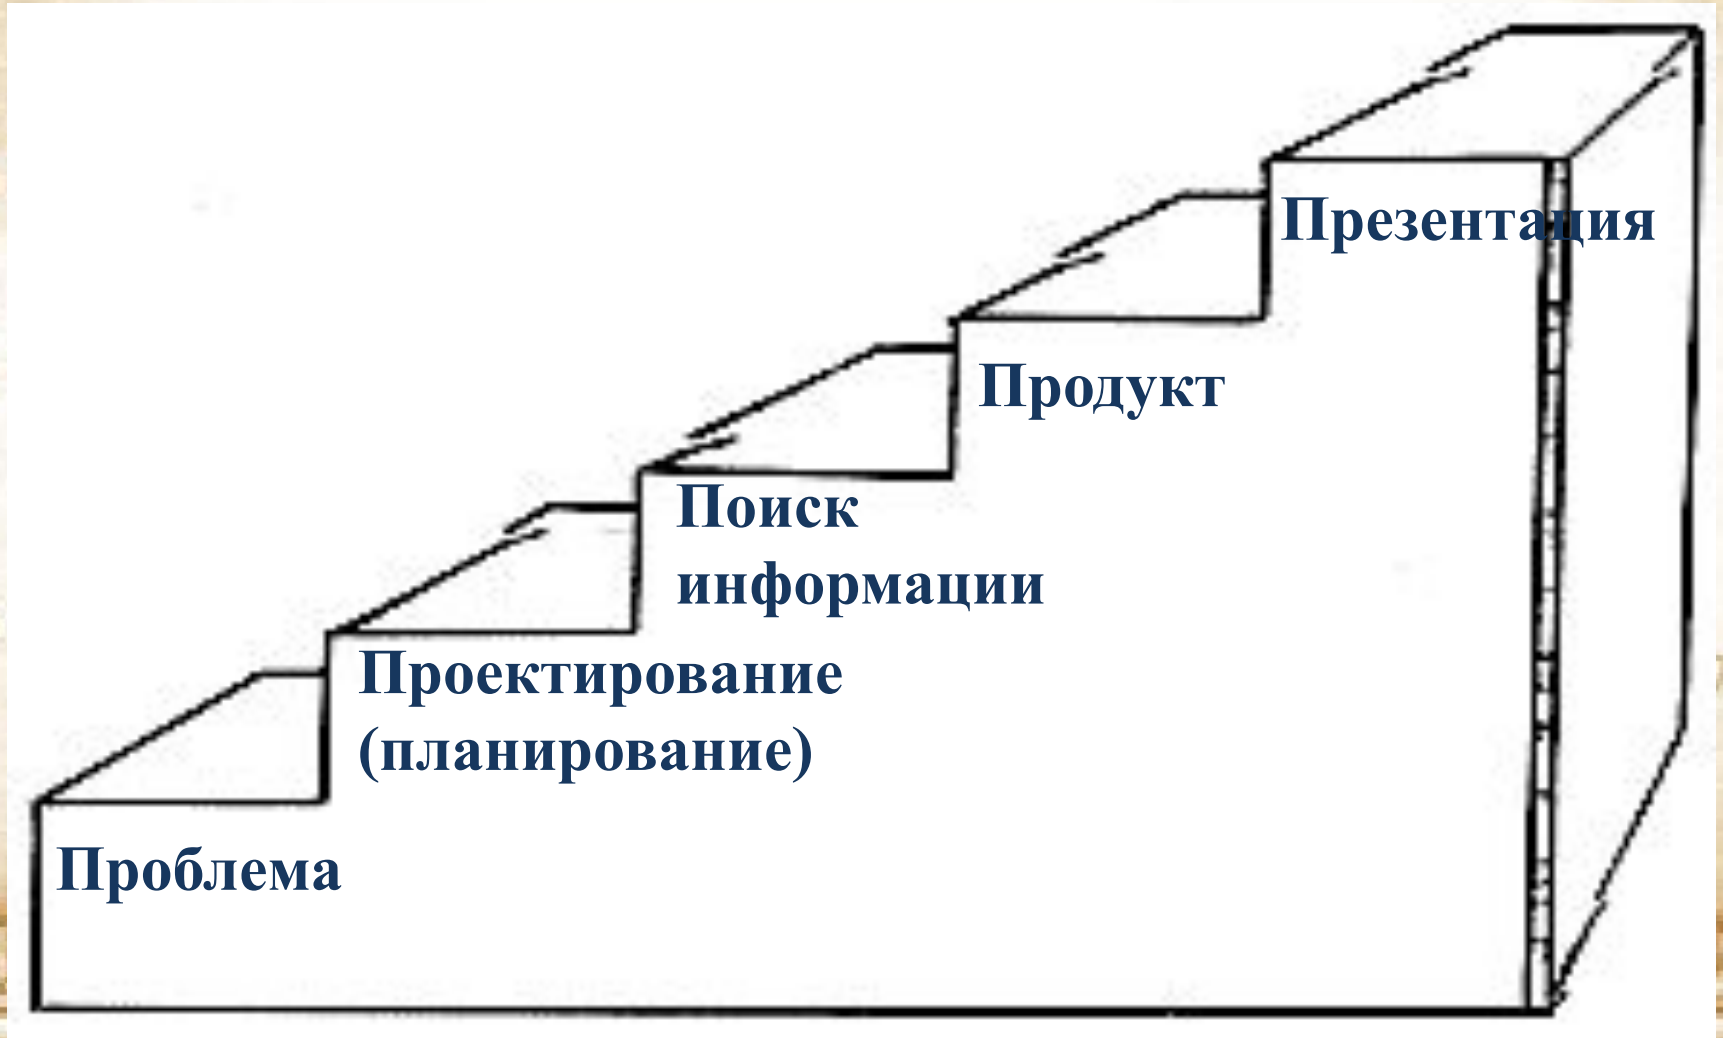 Презентация
Продукт
Поиск
информации
Проектирование
(планирование)
Проблема